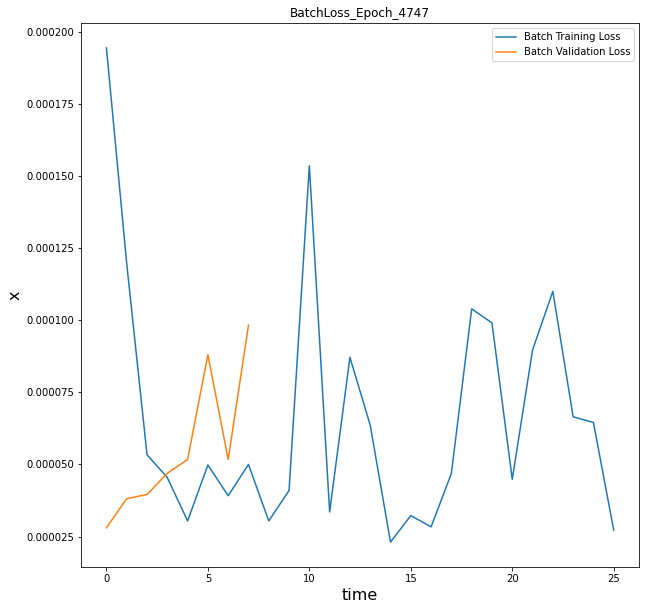 BatchLoss_Epoch_4747
Batch Training Loss
Batch Validation Loss
0.000200
0.000175
0.000150
0.000125
0.000100
0.000075
0.000050
0.000025
x
0 5 10 15 20 25
time